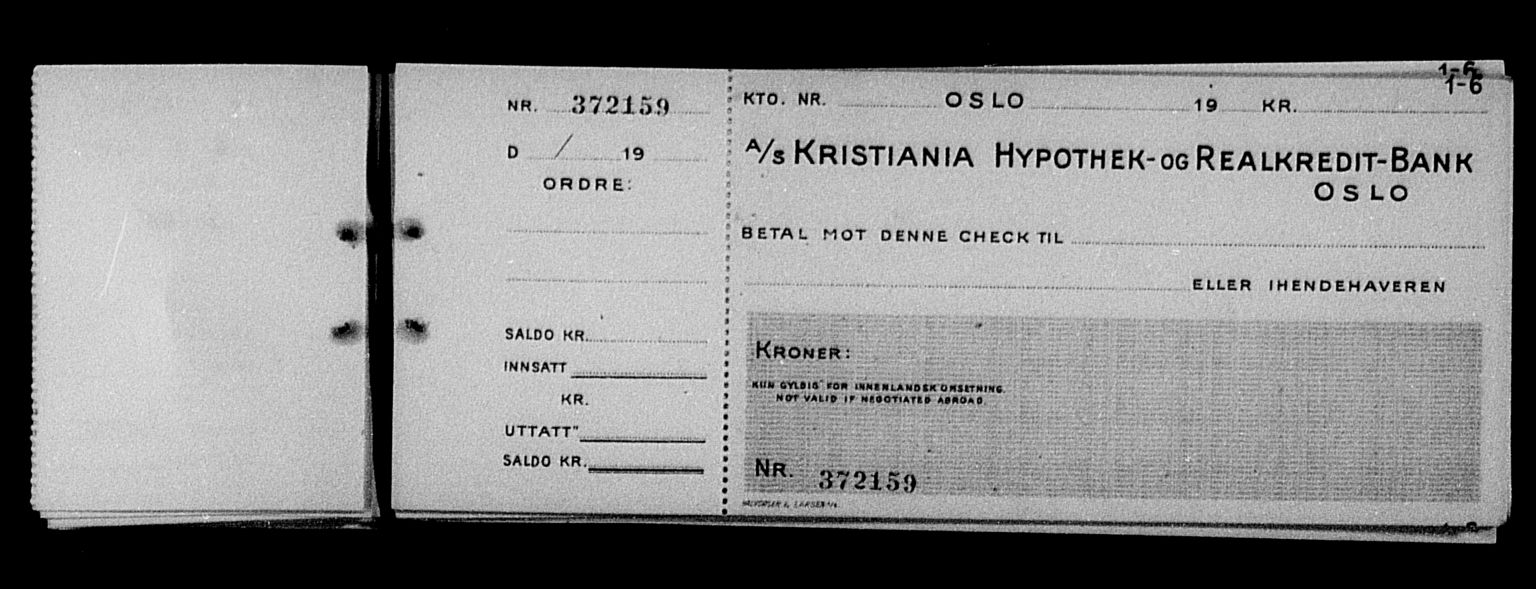 1-6
1-6
NR. 372159
D / 19
ORDRE:
SALDO KR.
INNSATT
KR.
UTTATT"
SALDO KR.
KTO. NR. OSLO 19 KR.
A/S KRISTIANIA HYPOTHEK- OG REALKREDIT-BANK
OSLO
BETAL MOT DENNE CHECK TIL
ELLER IHENDEHAVEREN
KRONER:
KUN GYLDIG FOR INNENLANDSK OMSETNING.
NOT VALID IF NEGOTIATED ABROAD.
NR. 372159